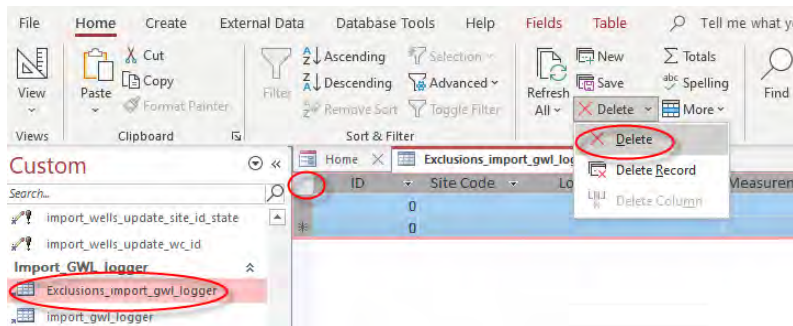 File Home Create External Data Database Tools Help Fields Table Tell me what y
View
Paste
Cut
Copy
Format Painter
Filter
Ascending
Descending
Remove Sort
Selection
Advanced
Toggle Filter
Refresh
All
New
Save
Delete
Totals
Spelling
More
Find
Views Clipboard Sort & Filter
Delete
Delete Record
Delete Column
Custom
Search...
import_wells_update_site_id_state
import_wells_update_wc_id
Import_GWL_logger
Exclusions_import_gwl_logger
import_gwl_logger
Home Exclusions_import_gwl_log
ID Site Code Lo Measuremen
0
0